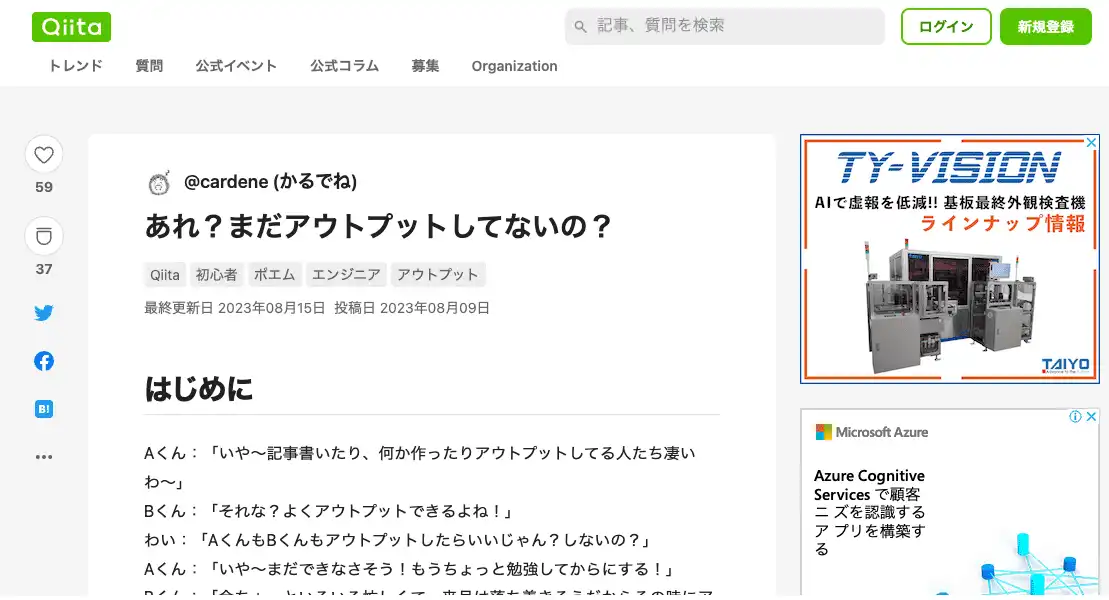 Qiita
記事、質問を検索
ログイン
新規登録
トレンド 質問 公式イベント 公式コラム 募集 Organization
59
37
B!
@cardene (かるでね)
あれ？まだアウトプットしてないの？
Qiita 初心者 ポエム エンジニア アウトプット
最終更新日 2023年08月15日 投稿日 2023年08月09日
はじめに
Aくん：「いや〜記事書いたり、何か作ったりアウトプットしてる人たち凄い
わ〜」
Bくん：「それな？よくアウトプットできるよね！」
わい：「AくんもBくんもアウトプットしたらいいじゃん？しないの？」
Aくん：「いや〜まだできなさそう！もうちょっと勉強してからにする！」
TY-VISION
AIで虚報を低減!! 基板最終外観検査機
ラインナップ情報
TAIYO
Microsoft Azure
Azure Cognitive
Services で顧客
ニ ズを認識する
ア プリを構築す
る